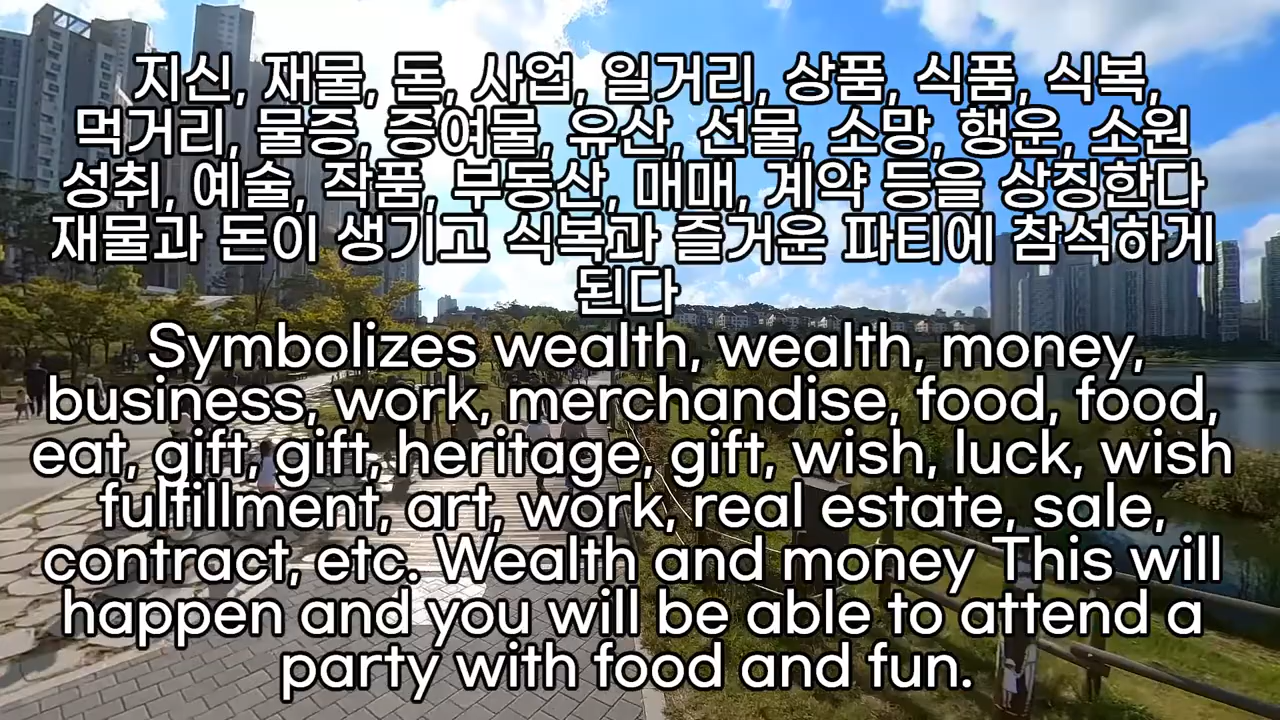 지신, 재물, 돈, 사업, 일거리, 상품, 식품, 식복,
먹거리, 물증, 증여물, 유산, 선물, 소망, 행운, 소원
성취, 예술, 작품, 부동산, 매매, 계약 등을 상징한다
재물과 돈이 생기고 식복과 즐거운 파티에 참석하게
된다
Symbolizes wealth, wealth, money,
business, work, merchandise, food, food,
eat, gift, gift, heritage, gift, wish, luck, wish
fulfillment, art, work, real estate, sale,
contract, etc. Wealth and money This will
happen and you will be able to attend a
party with food and fun.